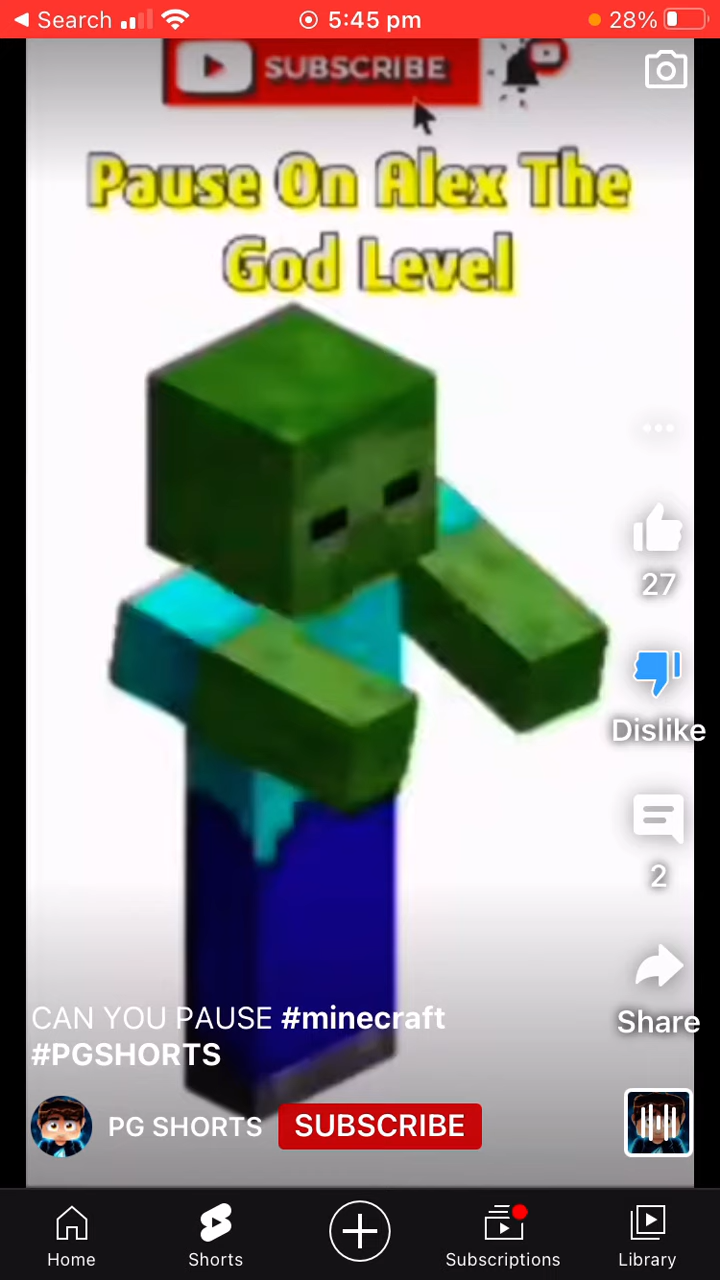 Search
5:45 pm
28%
SUBSCRIBE
Pause On Alex The
God Level
27
Dislike
2
Share
CAN YOU PAUSE #minecraft
#PGSHORTS
PG SHORTS
SUBSCRIBE
Home
Shorts
Subscriptions
Library